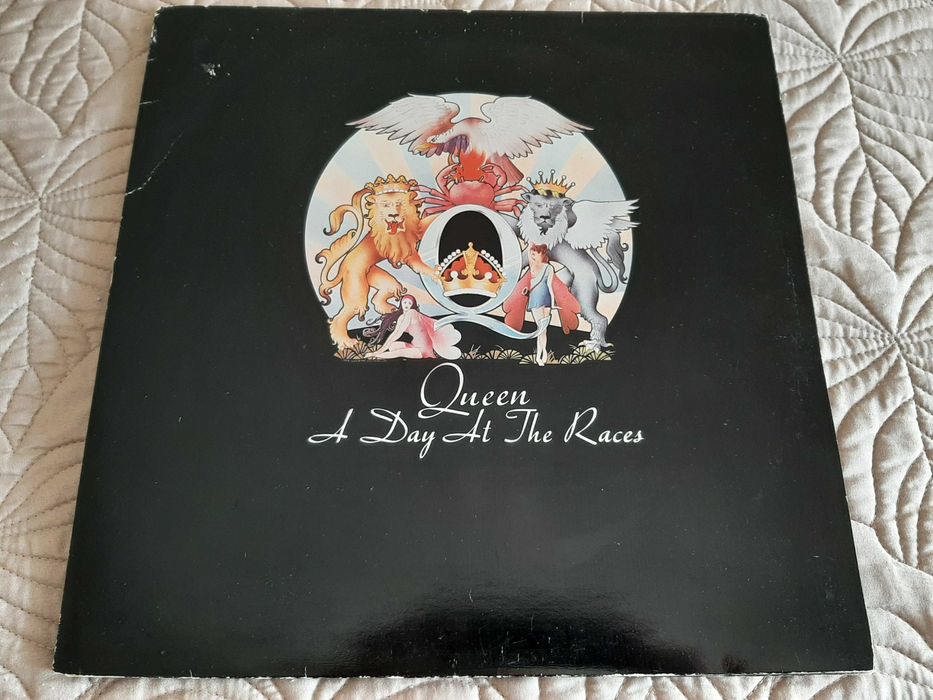 Queen
A Day At The Races